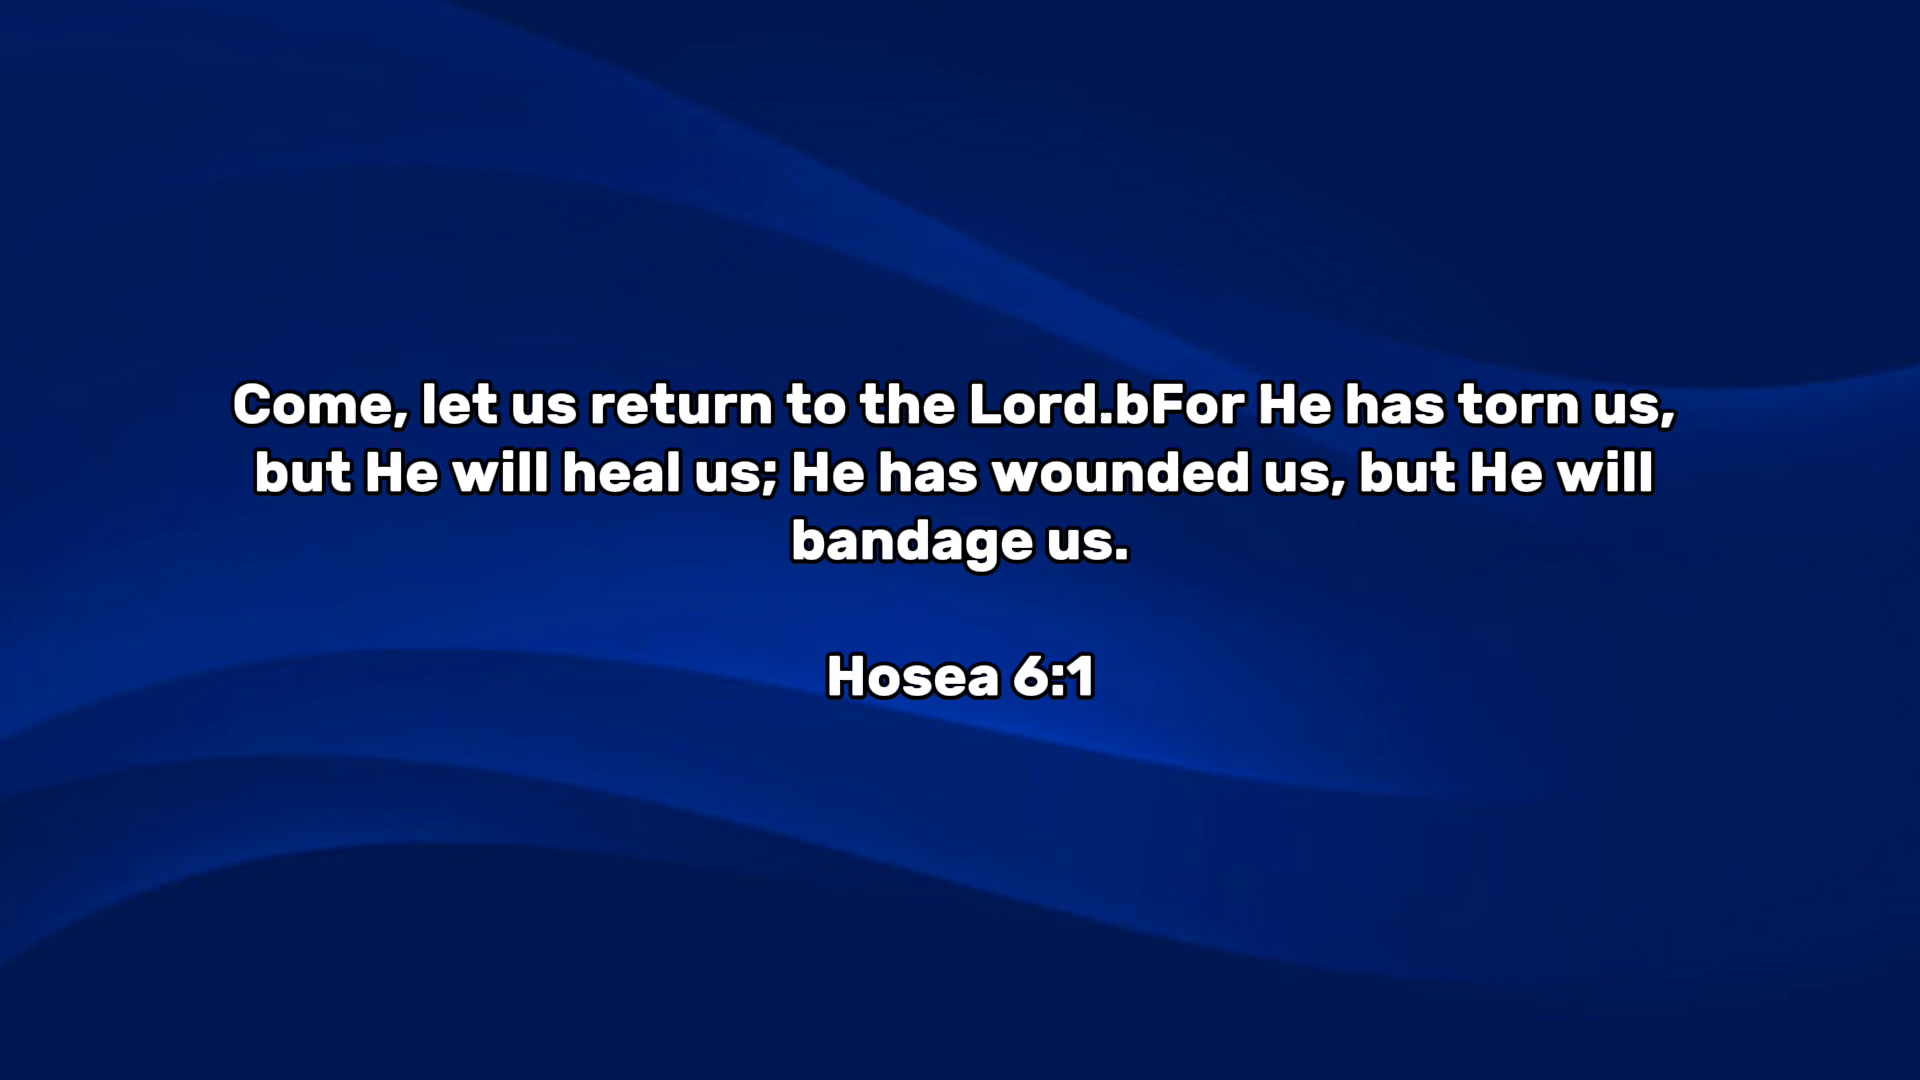 Come, let us return to the Lord.bFor He has torn us,
but He will heal us; He has wounded us, but He will
bandage us.
Hosea 6:1